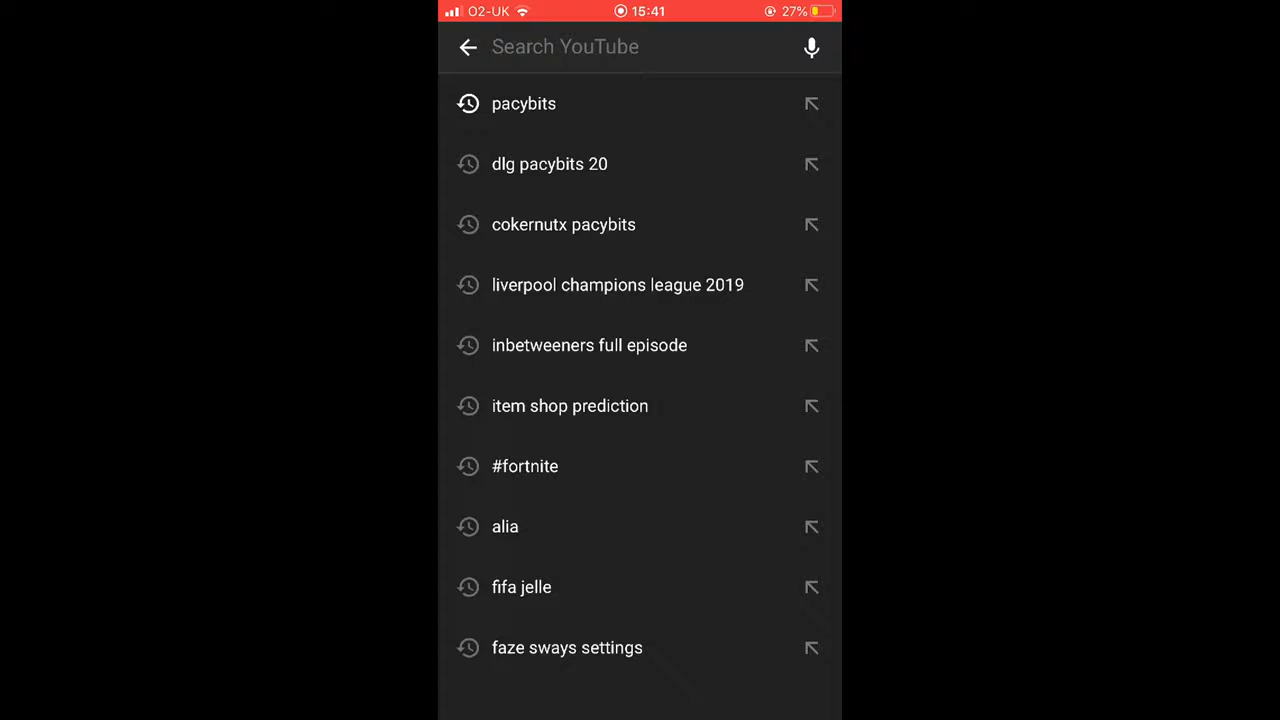 O2-UK 15:41 27%
Search YouTube
pacybits
dlg pacybits 20
cokernutx pacybits
liverpool champions league 2019
inbetweeners full episode
item shop prediction
#fortnite
alia
fifa jelle
faze sways settings